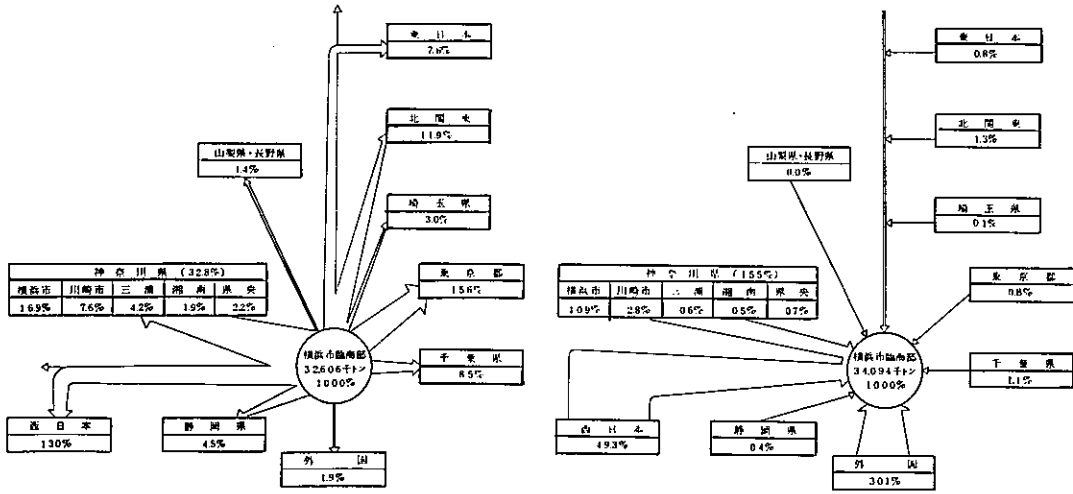 東日本
7.6%
北関東
11.9%
山梨県・長野県
1.4%
埼玉県
3.0%
神奈川県 (32.8%)
横浜市 川崎市 三浦 湘南 県央
16.9% 7.6% 4.2% 1.9% 2.2%
東京都
15.6%
横浜市臨海部
32,606千トン
100.0%
千葉県
8.5%
西日本
13.0%
静岡県
4.5%
外国
1.9%
東日本
0.8%
北関東
1.3%
山梨県・長野県
0.0%
埼玉県
0.1%
神奈川県 (15.5%)
横浜市 川崎市 三浦 湘南 県央
10.9% 2.8% 0.6% 0.5% 0.7%
東京都
0.8%
横浜市臨海部
34,094千トン
100.0%
千葉県
1.1%
西日本
49.3%
静岡県
0.4%
外国
30.1%